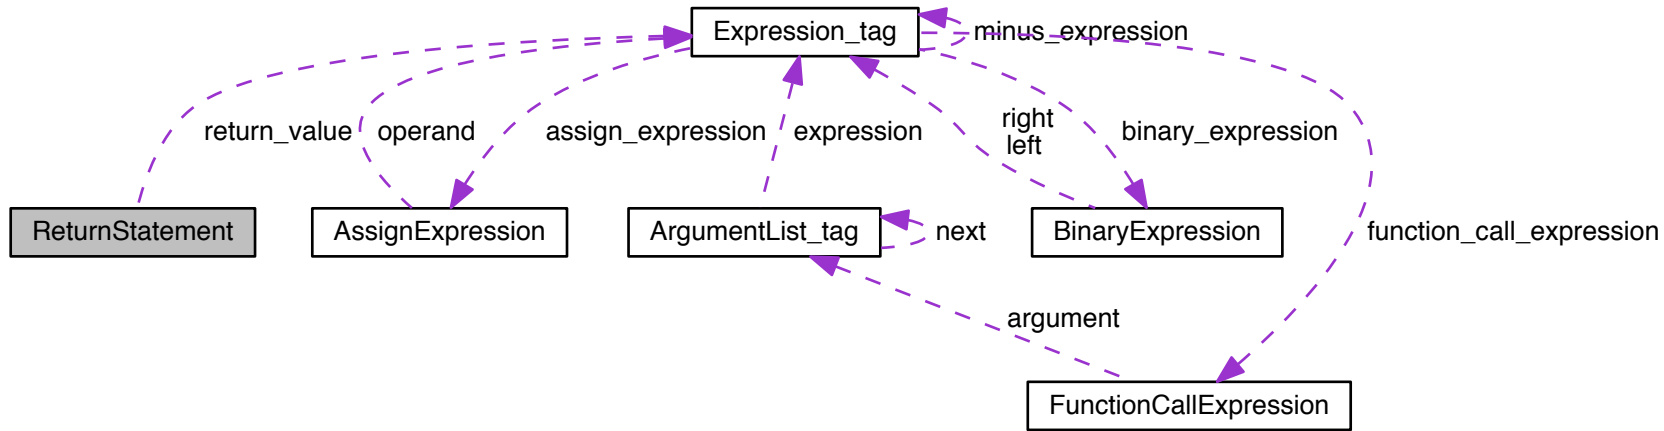 Expression_tag
minus_expression
return_value
operand
assign_expression
expression
right
left
binary_expression
ReturnStatement
AssignExpression
ArgumentList_tag
next
BinaryExpression
function_call_expression
argument
FunctionCallExpression